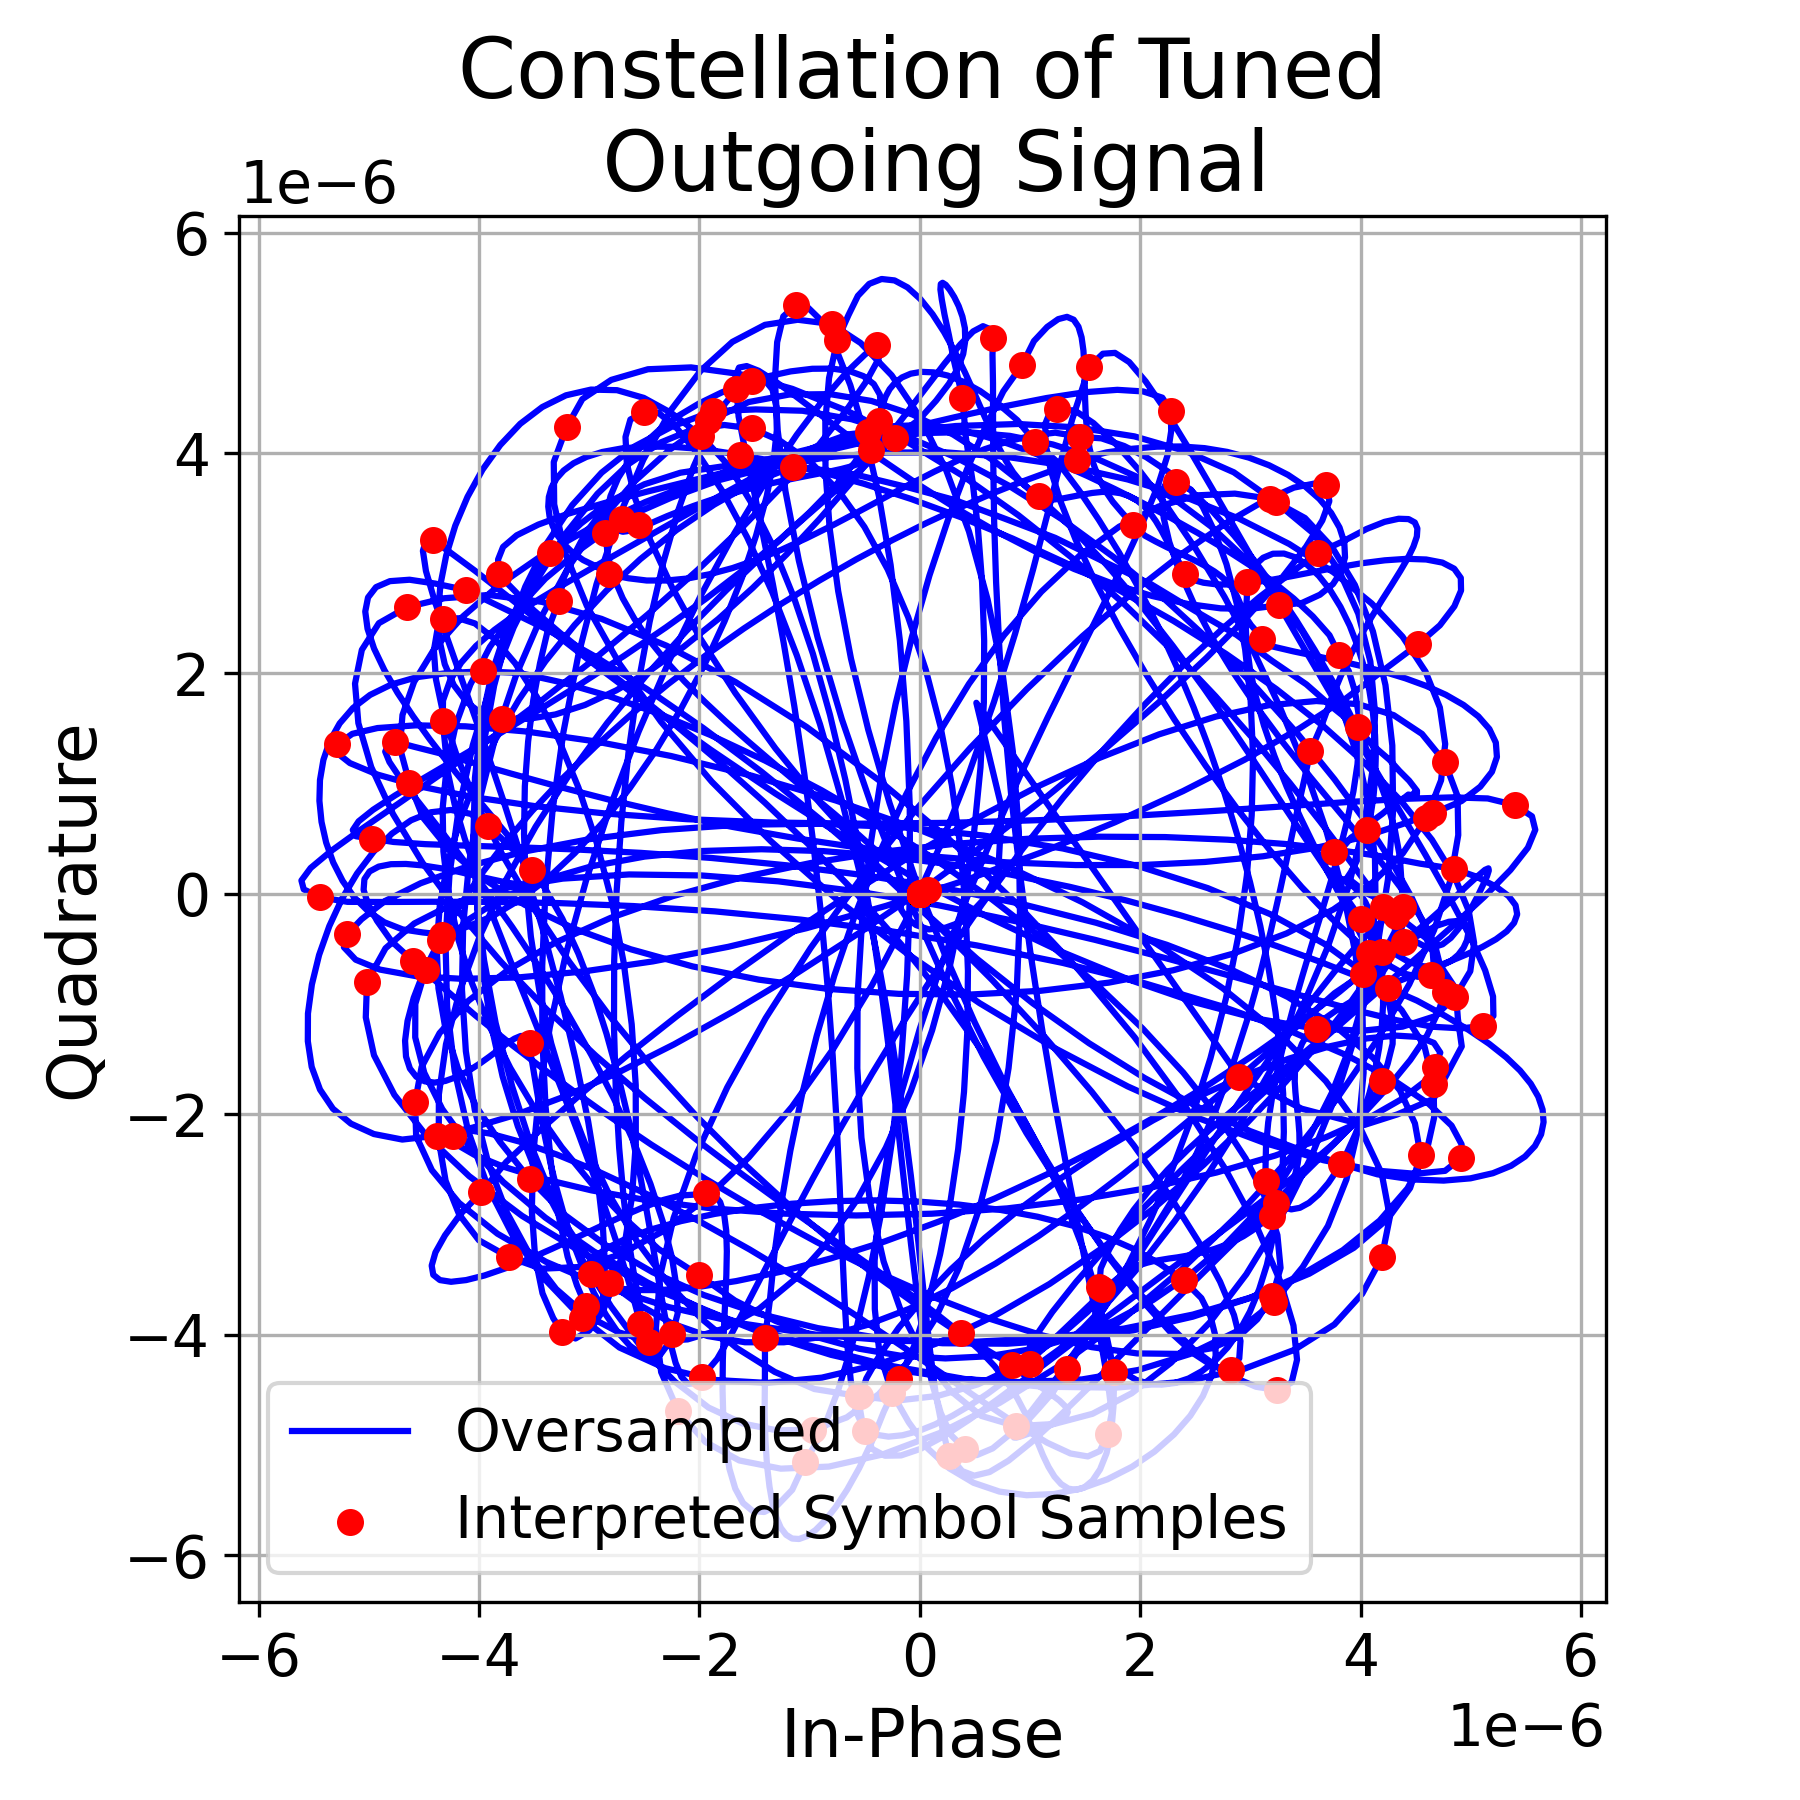 Constellation of Tuned
Outgoing Signal
1e−6
6
4
2
0
−2
−4
−6
Quadrature
Oversampled
Interpreted Symbol Samples
−6 −4 −2 0 2 4 6
In-Phase
1e−6